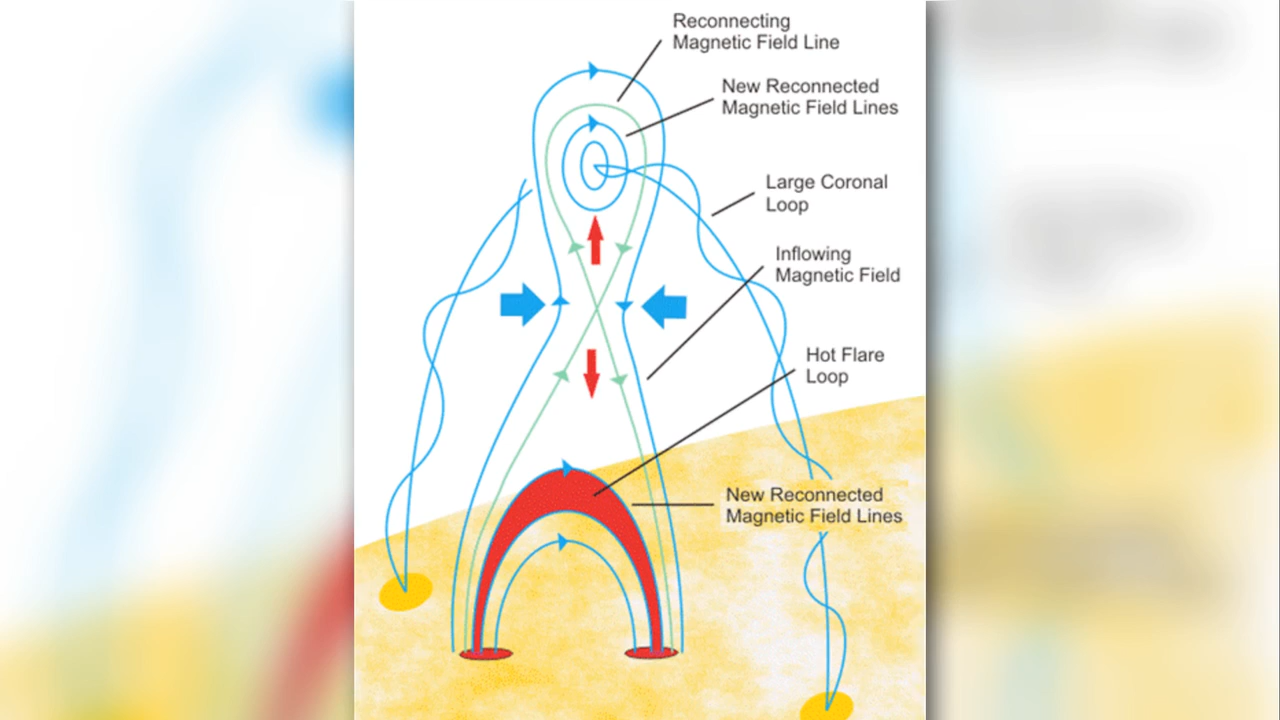 Reconnecting
Magnetic Field Line
New Reconnected
Magnetic Field Lines
Large Coronal
Loop
Inflowing
Magnetic Field
Hot Flare
Loop
New Reconnected
Magnetic Field Lines